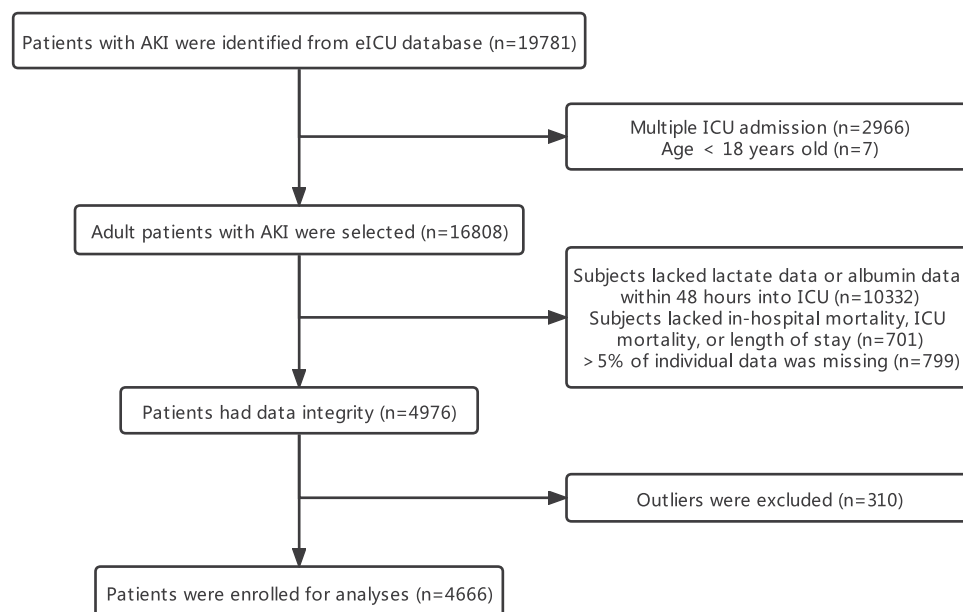 Patients with AKI were identified from eICU database (n=19781)
Multiple ICU admission (n=2966)
Age < 18 years old (n=7)
Adult patients with AKI were selected (n=16808)
Subjects lacked lactate data or albumin data
within 48 hours into ICU (n=10332)
Subjects lacked in-hospital mortality, ICU
mortality, or length of stay (n=701)
>5% of individual data was missing (n=799)
Patients had data integrity (n=4976)
Outliers were excluded (n=310)
Patients were enrolled for analyses (n=4666)